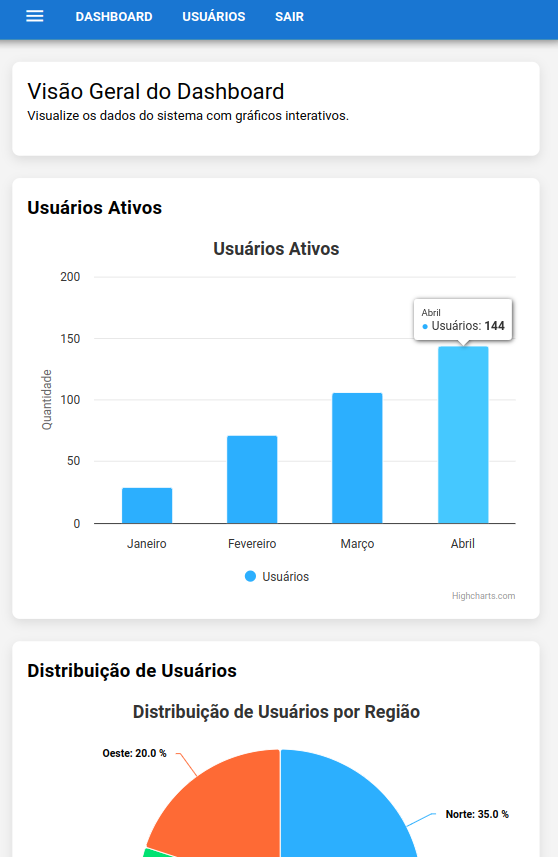 DASHBOARD USUÁRIOS SAIR
Visão Geral do Dashboard
Visualize os dados do sistema com gráficos interativos.
Usuários Ativos
Usuários Ativos
200
150
100
50
0
Quantidade
Abril
● Usuários: 144
Janeiro Fevereiro Março Abril
Usuários
Highcharts.com
Distribuição de Usuários
Distribuição de Usuários por Região
Oeste: 20.0 %
Norte: 35.0 %